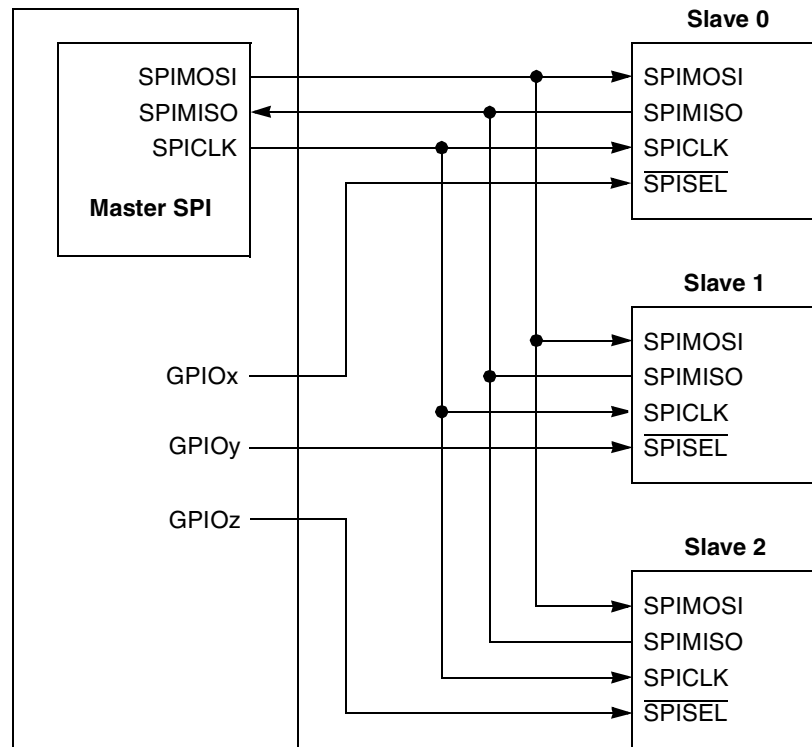 SPIMOSI
SPIMISO
SPICLK
Master SPI
GPIOx
GPIOy
GPIOz
Slave 0
SPIMOSI
SPIMISO
SPICLK
SPISEL
Slave 1
SPIMOSI
SPIMISO
SPICLK
SPISEL
Slave 2
SPIMOSI
SPIMISO
SPICLK
SPISEL